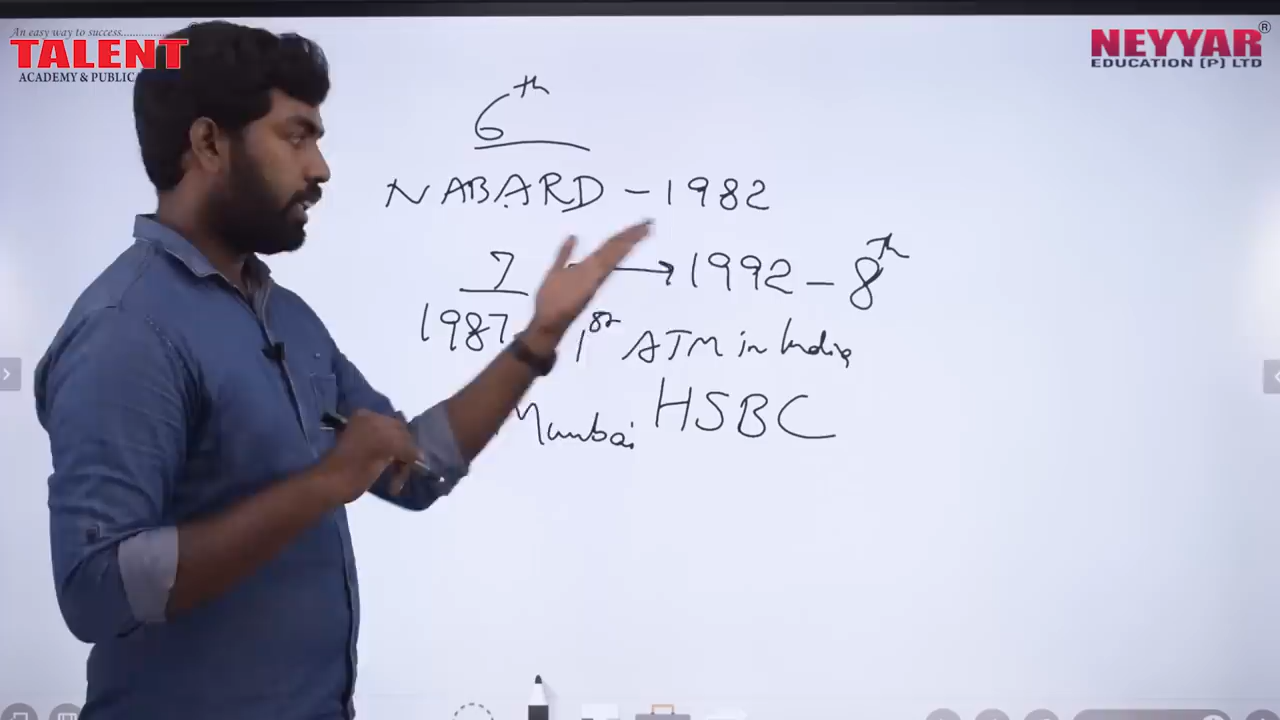 An easy way to success..............
TALENT
ACADEMY & PUBLIC
NEYYAR®
EDUCATION (P) LTD
6th
NABARD - 1982
7 → 1992 - 8th
1987 1st ATM in India
Mumbai HSBC